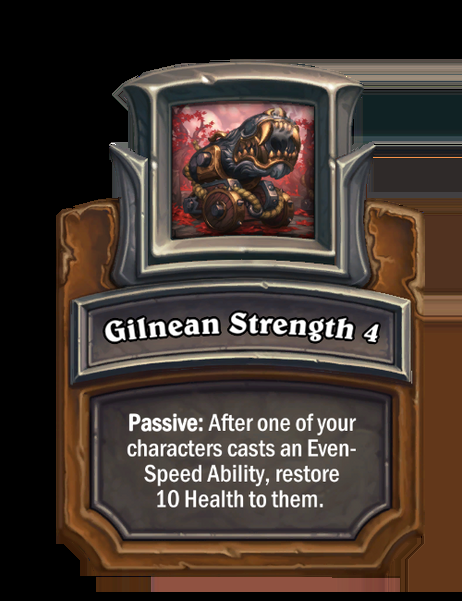 Gilnean Strength 4
Passive: After one of your
characters casts an Even-
Speed Ability, restore
10 Health to them.